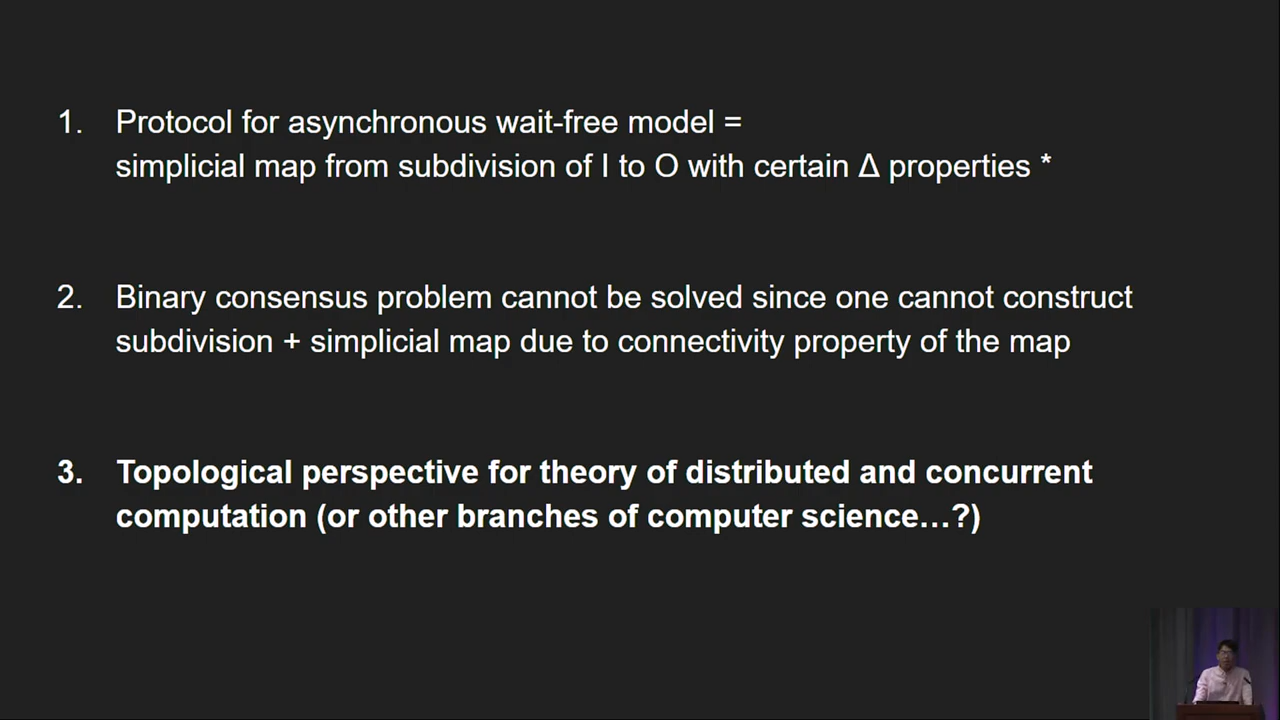 1. Protocol for asynchronous wait-free model =
simplicial map from subdivision of I to O with certain Δ properties *
2. Binary consensus problem cannot be solved since one cannot construct
subdivision + simplicial map due to connectivity property of the map
3. Topological perspective for theory of distributed and concurrent
computation (or other branches of computer science…?)